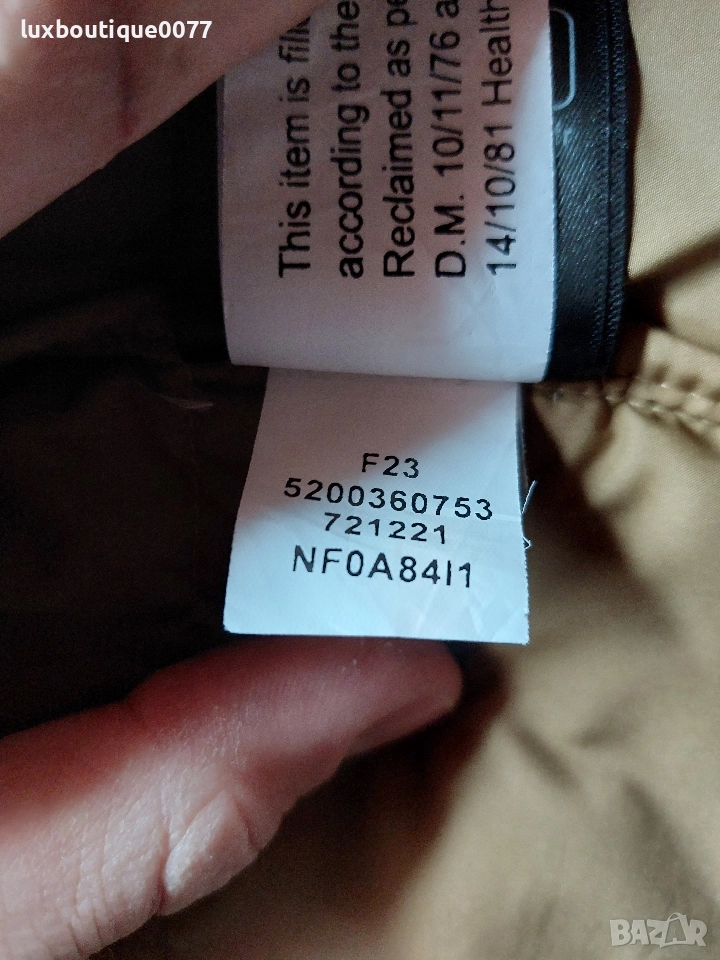 luxboutique0077
This item is fille
according to the
Reclaimed as pe
D.M. 10/11/76 a
14/10/81 Health
F23
5200360753
721221
NF0A84I1
BAZAR